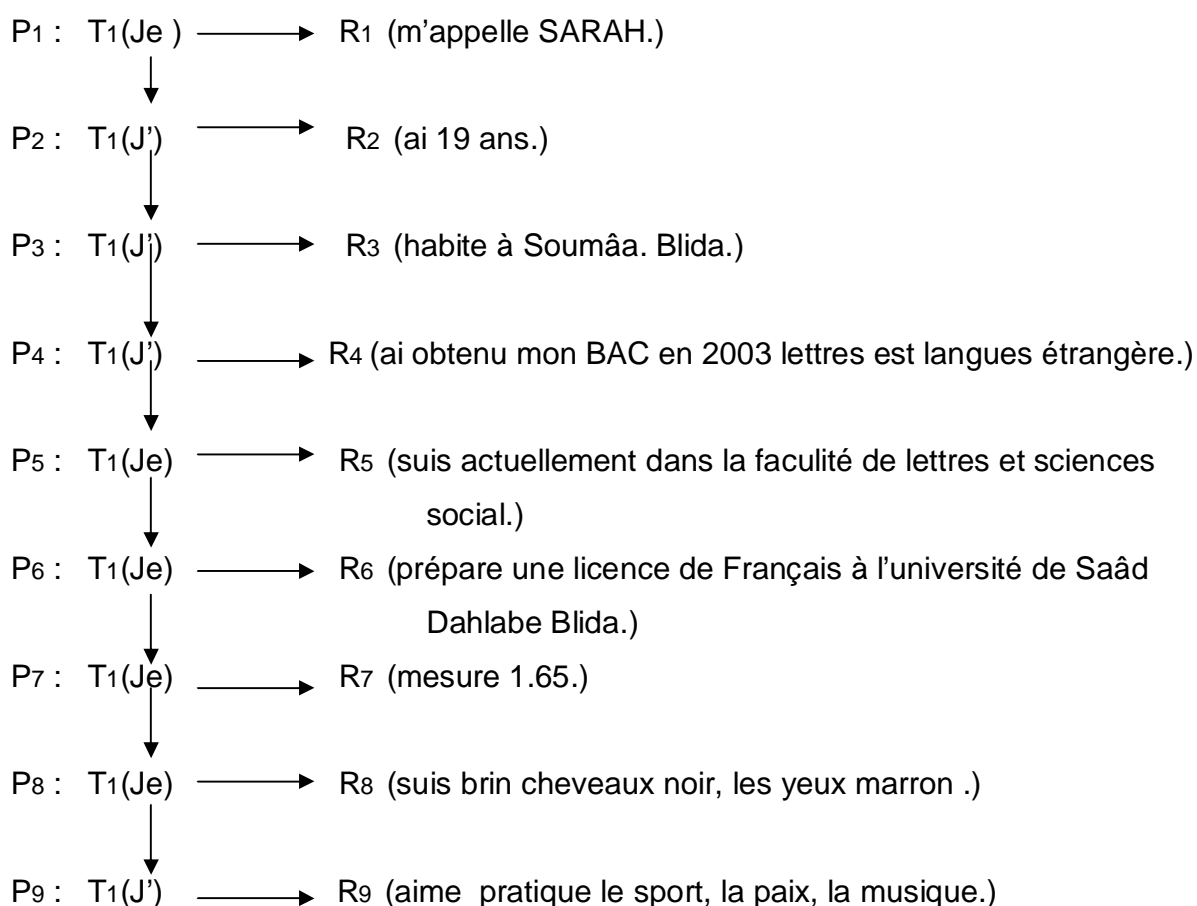 P1 : T1(Je ) R1 (m’appelle SARAH.)
P2 : T1(J’) R2 (ai 19 ans.)
P3 : T1(J’) R3 (habite à Soumâa. Blida.)
P4 : T1(J’) R4 (ai obtenu mon BAC en 2003 lettres est langues étrangère.)
P5 : T1(Je) R5 (suis actuellement dans la faculité de lettres et sciences
social.)
P6 : T1(Je) R6 (prépare une licence de Français à l’université de Saâd
Dahlabe Blida.)
P7 : T1(Je) R7 (mesure 1.65.)
P8 : T1(Je) R8 (suis brin cheveaux noir, les yeux marron .)
P9 : T1(J’) R9 (aime pratique le sport, la paix, la musique.)